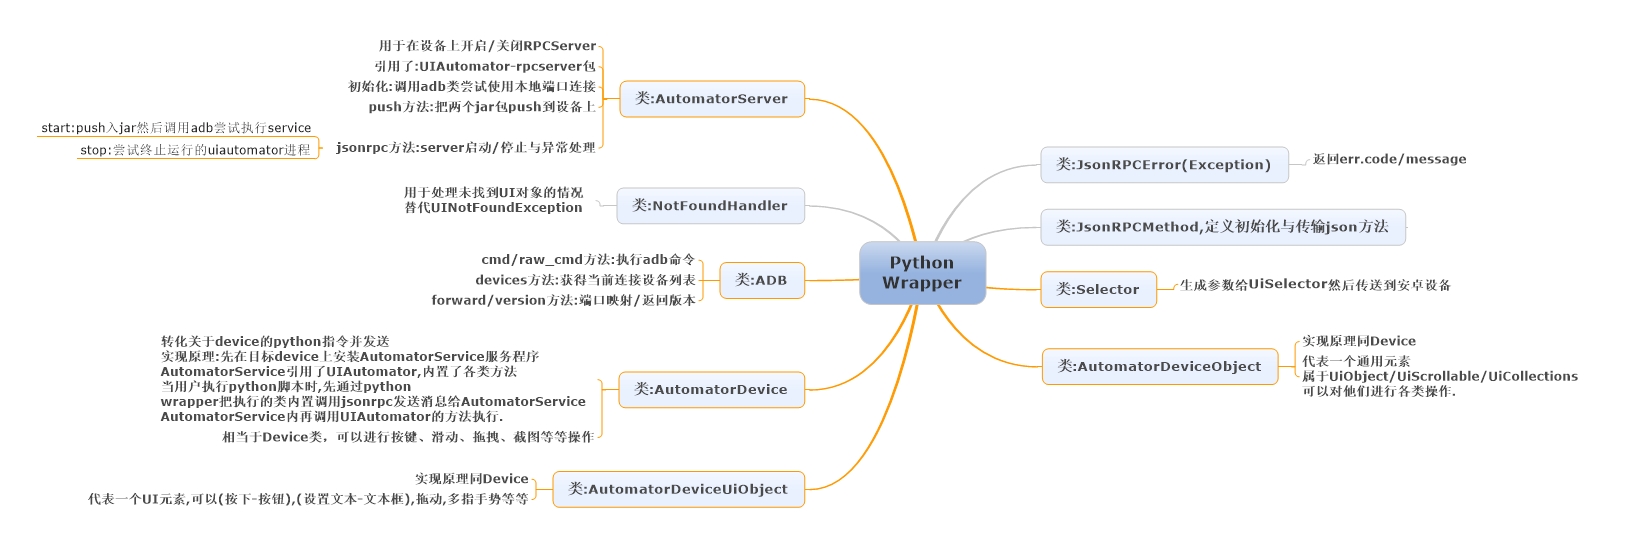 用于在设备上开启/关闭RPCServer
引用了:UIAutomator-rpcserver包
初始化:调用adb类尝试使用本地端口连接
push方法:把两个jar包push到设备上
start:push入jar然后调用adb尝试执行service
stop:尝试终止运行的uiautomator进程
jsonrpc方法:server启动/停止与异常处理
类:AutomatorServer
用于处理未找到UI对象的情况
替代UINotFoundException
类:NotFoundHandler
cmd/raw_cmd方法:执行adb命令
devices方法:获得当前连接设备列表
forward/version方法:端口映射/返回版本
类:ADB
转化关于device的python指令并发送
实现原理:先在目标device上安装AutomatorService服务程序
AutomatorService引用了UIAutomator,内置了各类方法
当用户执行python脚本时,先通过python
wrapper把执行的类内置调用jsonrpc发送消息给AutomatorService
AutomatorService内再调用UIAutomator的方法执行.
相当于Device类，可以进行按键、滑动、拖拽、截图等等操作
类:AutomatorDevice
实现原理同Device
代表一个UI元素,可以(按下-按钮),(设置文本-文本框),拖动,多指手势等等
类:AutomatorDeviceUiObject
Python
Wrapper
类:JsonRPCError(Exception)
返回err.code/message
类:JsonRPCMethod,定义初始化与传输json方法
类:Selector
生成参数给UiSelector然后传送到安卓设备
类:AutomatorDeviceObject
实现原理同Device
代表一个通用元素
属于UiObject/UiScrollable/UiCollections
可以对他们进行各类操作.